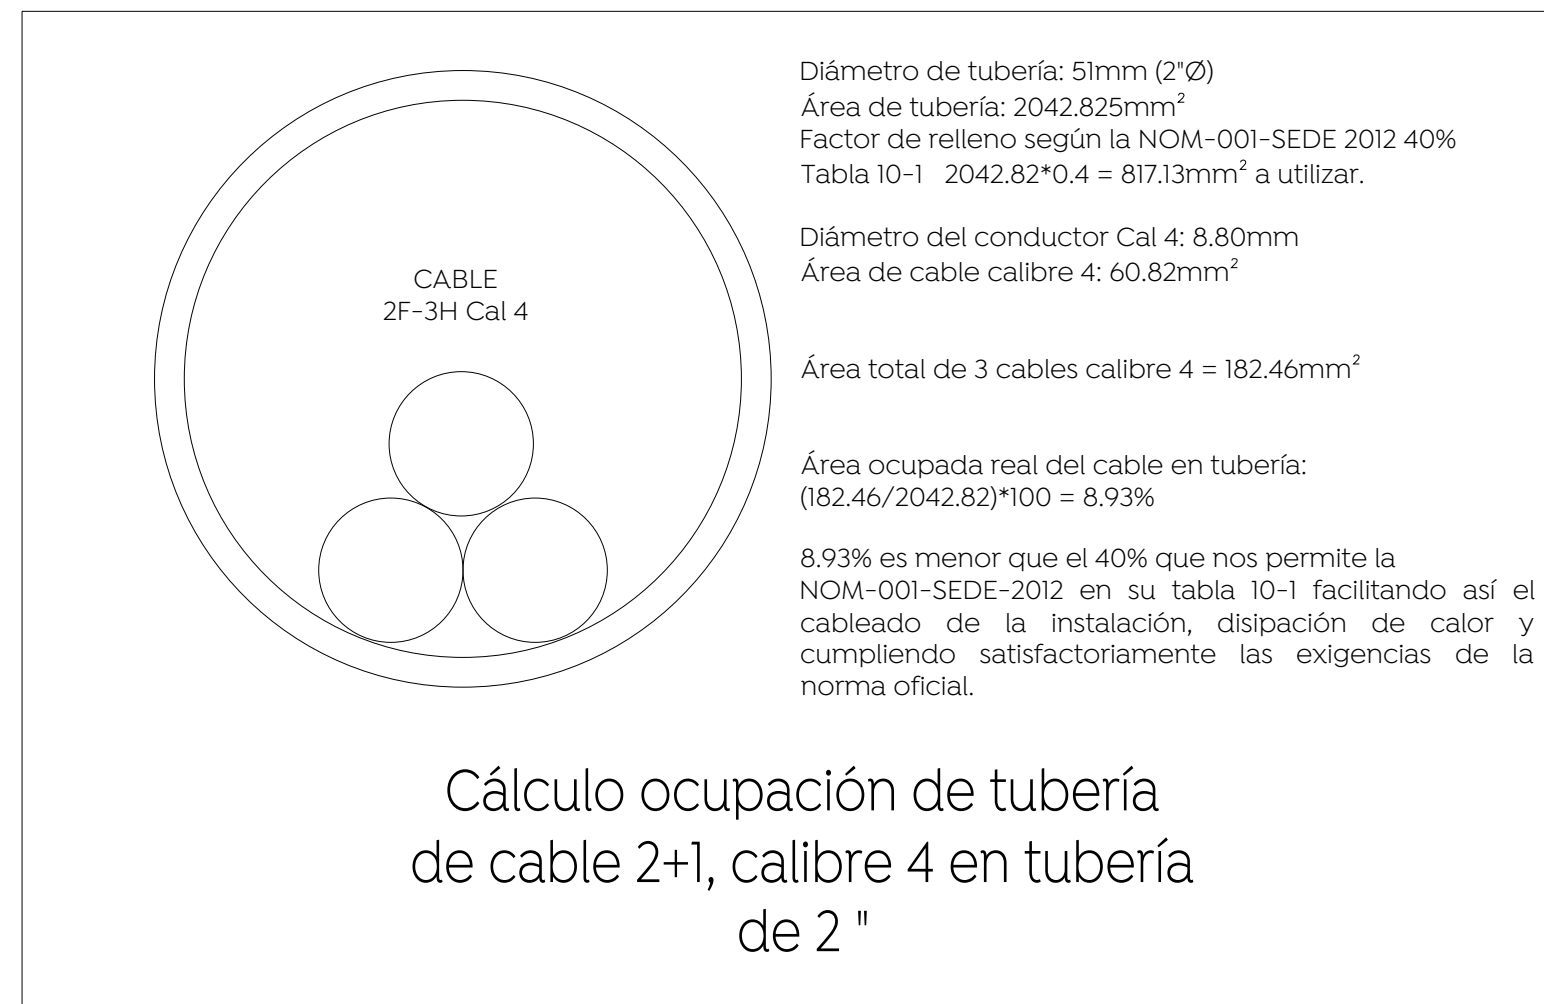 Diámetro de tubería: 51mm (2"Ø)
Área de tubería: 2042.825mm²
Factor de relleno según la NOM-001-SEDE 2012 40%
Tabla 10-1 2042.82*0.4 = 817.13mm² a utilizar.
Diámetro del conductor Cal 4: 8.80mm
Área de cable calibre 4: 60.82mm²
CABLE
2F-3H Cal 4
Área total de 3 cables calibre 4 = 182.46mm²
Área ocupada real del cable en tubería:
(182.46/2042.82)*100 = 8.93%
8.93% es menor que el 40% que nos permite la
NOM-001-SEDE-2012 en su tabla 10-1 facilitando así el
cableado de la instalación, disipación de calor y
cumpliendo satisfactoriamente las exigencias de la
norma oficial.
Cálculo ocupación de tubería
de cable 2+1, calibre 4 en tubería
de 2 "